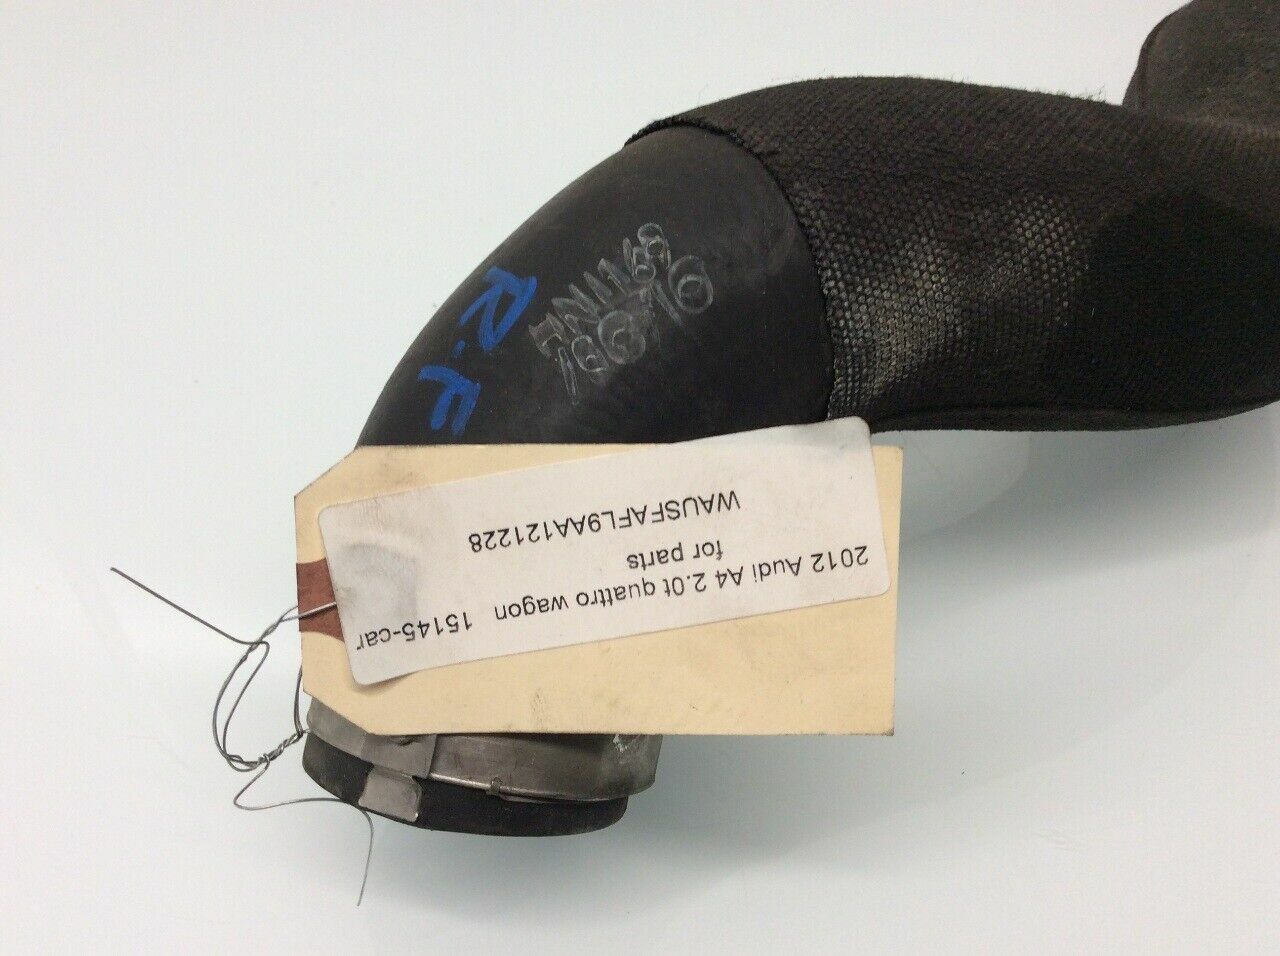 R.F
2012 Audi A4 2.0t quattro wagon 15145-car
for parts
WAUSFAFL9AA121228